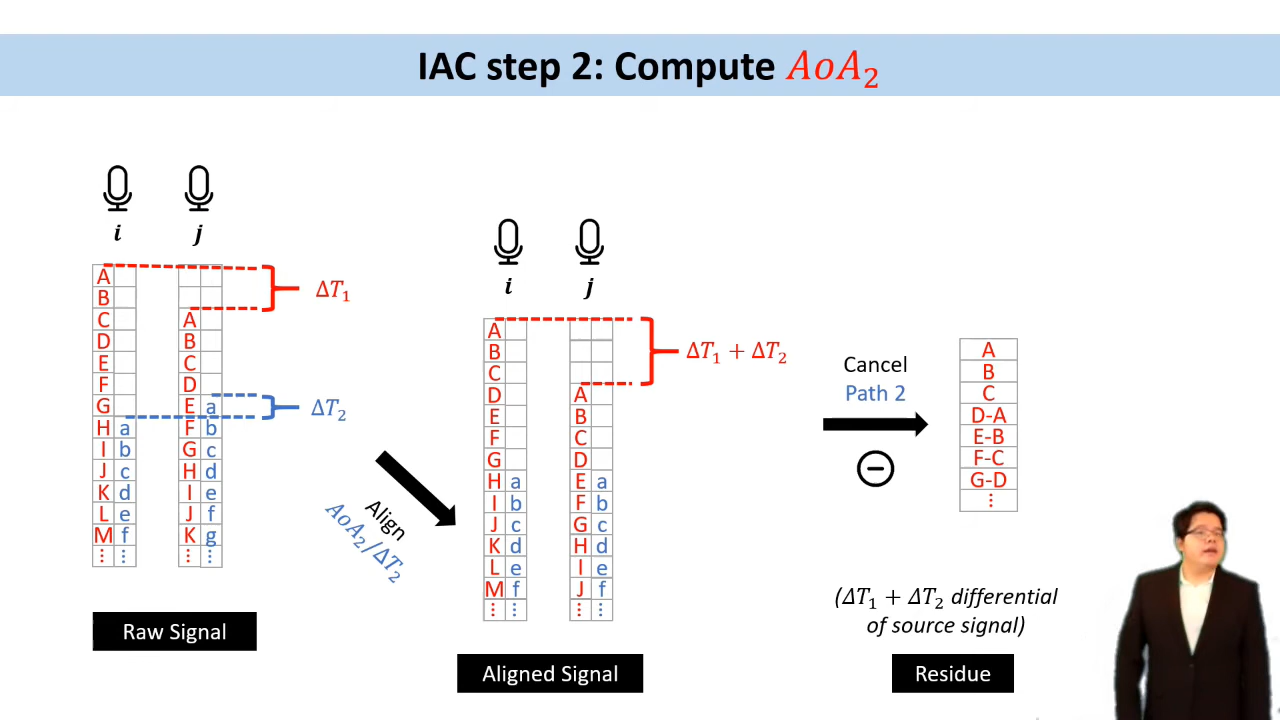 IAC step 2: Compute AoA₂
i j
A
B
C A
D B
E C
F D
G E a
H a F b
I b G c
J c H d
K d I e
L e J f
M f K g
⋮ ⋮ ⋮ ⋮
ΔT₁
ΔT₂
Raw Signal
Align
AoA₂/ΔT₂
i j
A
B
C
D A
E B
F C
G D
H a E a
I b F b
J c G c
K d H d
L e I e
M f J f
⋮ ⋮ ⋮ ⋮
ΔT₁ + ΔT₂
Aligned Signal
Cancel
Path 2
−
A
B
C
D-A
E-B
F-C
G-D
⋮
(ΔT₁ + ΔT₂ differential
of source signal)
Residue